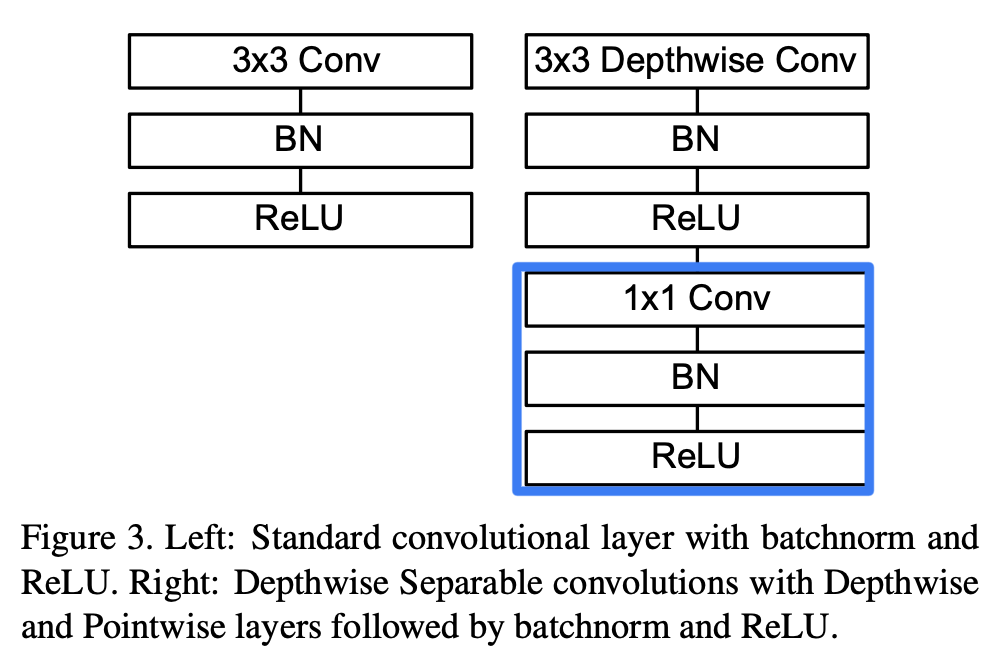 3x3 Conv
BN
ReLU
3x3 Depthwise Conv
BN
ReLU
1x1 Conv
BN
ReLU
Figure 3. Left: Standard convolutional layer with batchnorm and
ReLU. Right: Depthwise Separable convolutions with Depthwise
and Pointwise layers followed by batchnorm and ReLU.